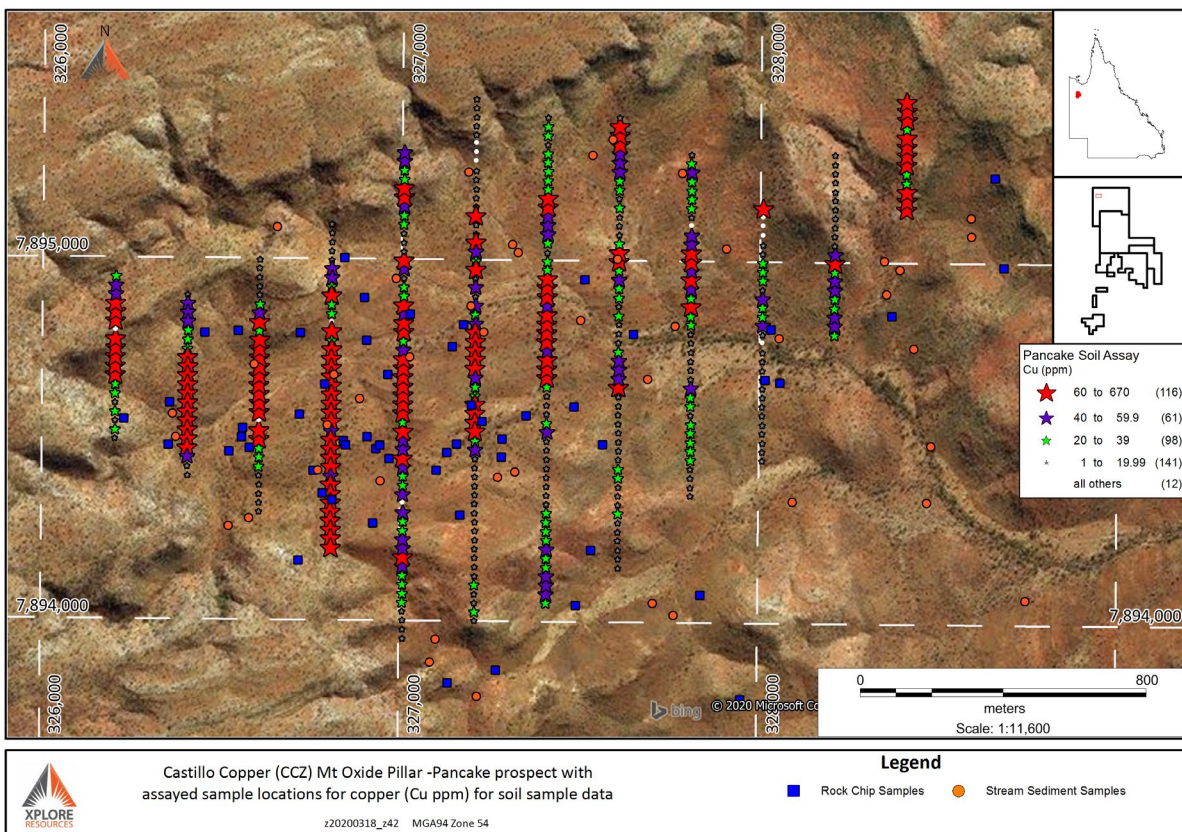 N
326,000
327,000
328,000
7,895,000
7,894,000
7,894,000
326,000
327,000
328,000
Pancake Soil Assay
Cu (ppm)
60 to 670 (116)
40 to 59.9 (61)
20 to 39 (98)
1 to 19.99 (141)
all others (12)
bing © 2020 Microsoft Co
0 800
meters
Scale: 1:11,600
XPLORE
RESOURCES
Castillo Copper (CCZ) Mt Oxide Pillar -Pancake prospect with
assayed sample locations for copper (Cu ppm) for soil sample data
z20200318_z42 MGA94 Zone 54
Legend
Rock Chip Samples Stream Sediment Samples